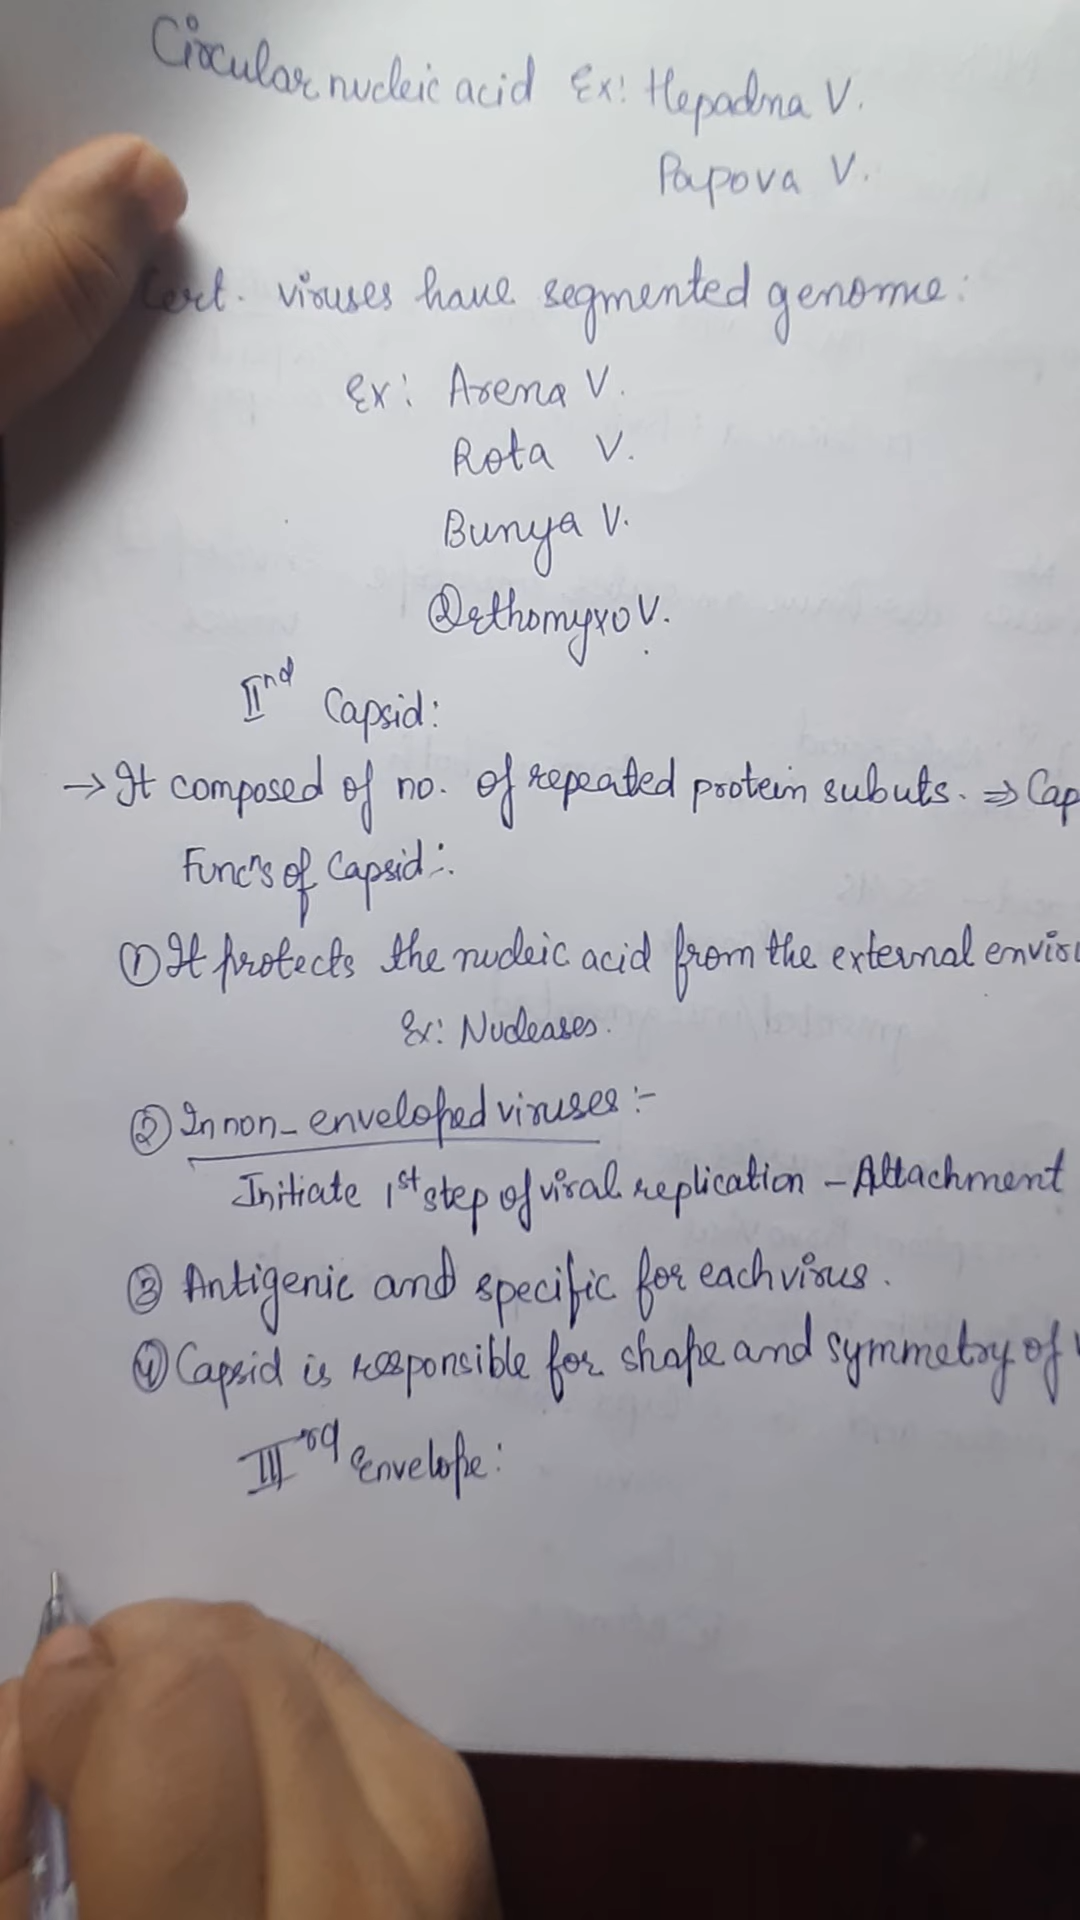 Circular nucleic acid Ex: Hepadna V.
Papova V.
Cert. viruses have segmented genome:
Ex: Arena V.
Rota V.
Bunya V.
Orthomyxo V.
IInd Capsid:
→ It composed of no. of repeated protein subuts. ⇒ Cap
Func's of Capsid:-
① It protects the nucleic acid from the external enviro
Ex: Nucleases.
② In non-enveloped viruses:-
Initiate 1st step of viral replication - Attachment
③ Antigenic and specific for each virus.
④ Capsid is responsible for shape and symmetry of
IIIrd Envelope: